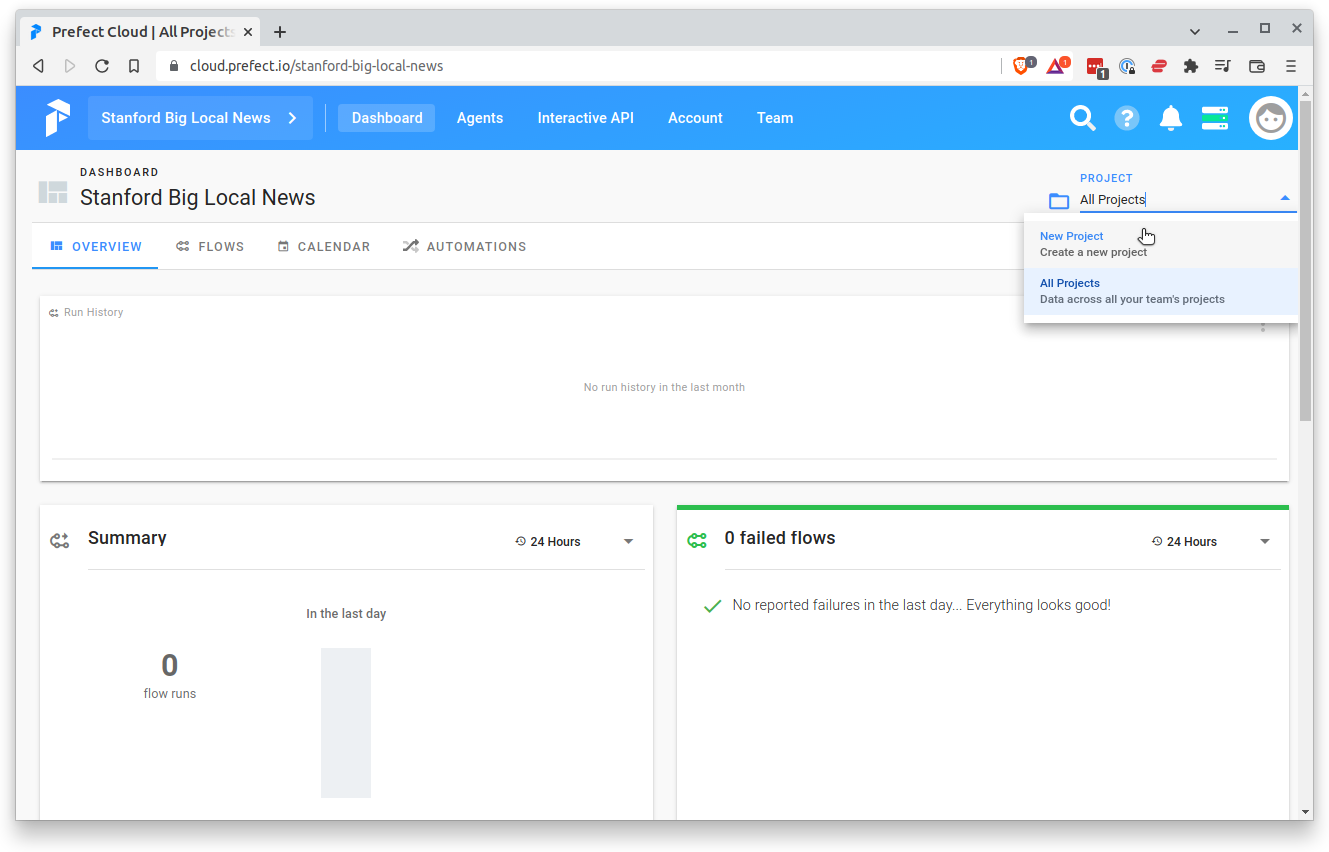 Prefect Cloud | All Projects
cloud.prefect.io/stanford-big-local-news
1
1
1
Stanford Big Local News
Dashboard
Agents
Interactive API
Account
Team
DASHBOARD
Stanford Big Local News
PROJECT
All Projects
New Project
Create a new project
All Projects
Data across all your team's projects
OVERVIEW
FLOWS
CALENDAR
AUTOMATIONS
Run History
No run history in the last month
Summary
24 Hours
In the last day
0
flow runs
0 failed flows
24 Hours
No reported failures in the last day... Everything looks good!